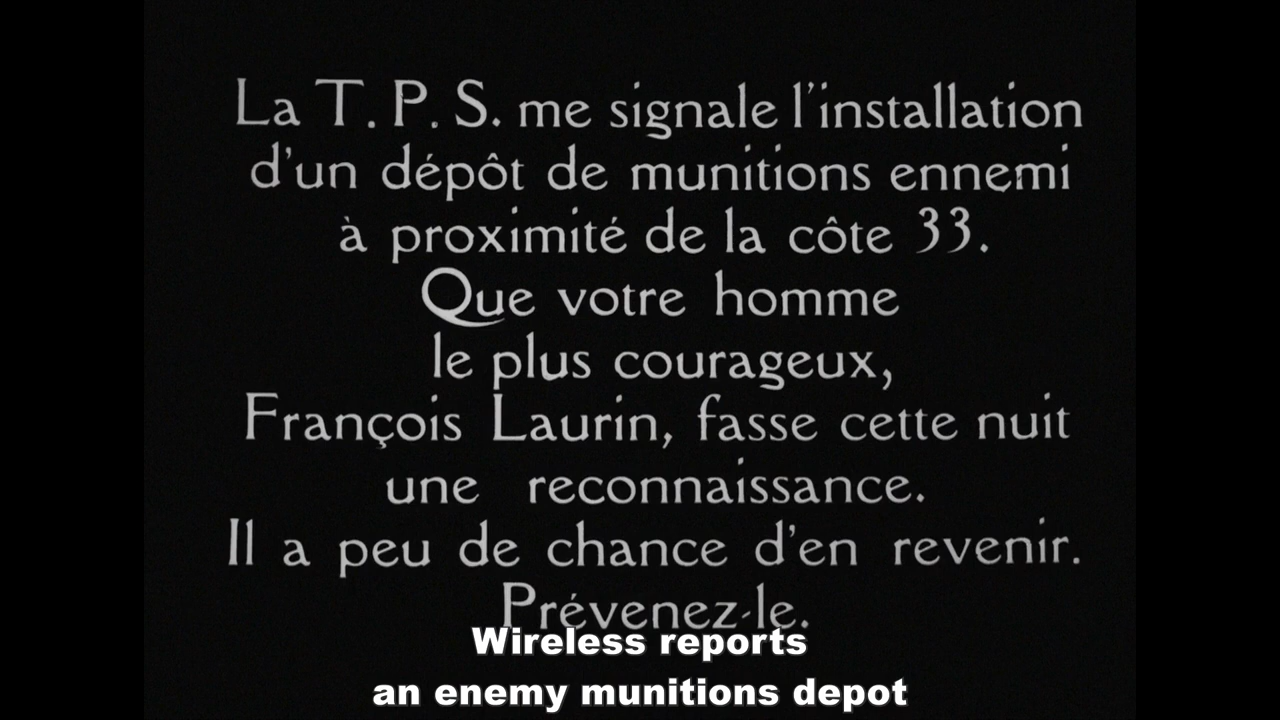 La T. P. S. me signale l'installation
d'un dépôt de munitions ennemi
à proximité de la côte 33.
Que votre homme
le plus courageux,
François Laurin, fasse cette nuit
une reconnaissance.
Il a peu de chance d'en revenir.
Prévenez-le.
Wireless reports
an enemy munitions depot